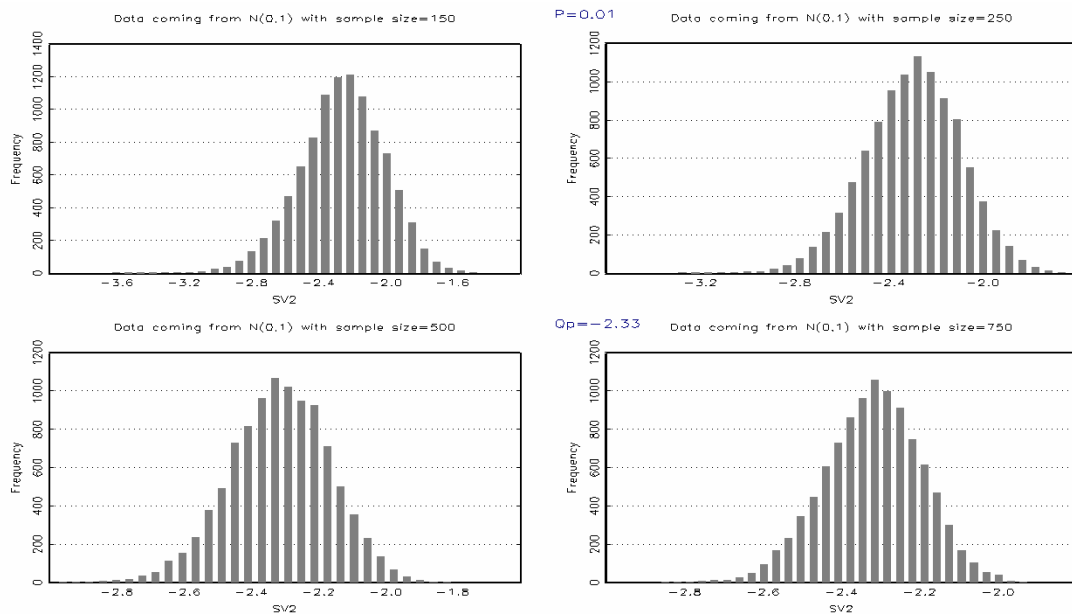 Data coming from N(0,1) with sample size=150
P=0.01
Data coming from N(0,1) with sample size=250
Frequency
0 200 400 600 800 1000 1200 1400
−3.6 −3.2 −2.8 −2.4 −2.0 −1.6
SV2
Frequency
0 200 400 600 800 1000 1200
−3.2 −2.8 −2.4 −2.0
SV2
Data coming from N(0,1) with sample size=500
Qp=−2.33
Data coming from N(0,1) with sample size=750
Frequency
0 200 400 600 800 1000 1200
−2.8 −2.6 −2.4 −2.2 −2.0 −1.8
SV2
Frequency
0 200 400 600 800 1000 1200
−2.8 −2.6 −2.4 −2.2 −2.0
SV2